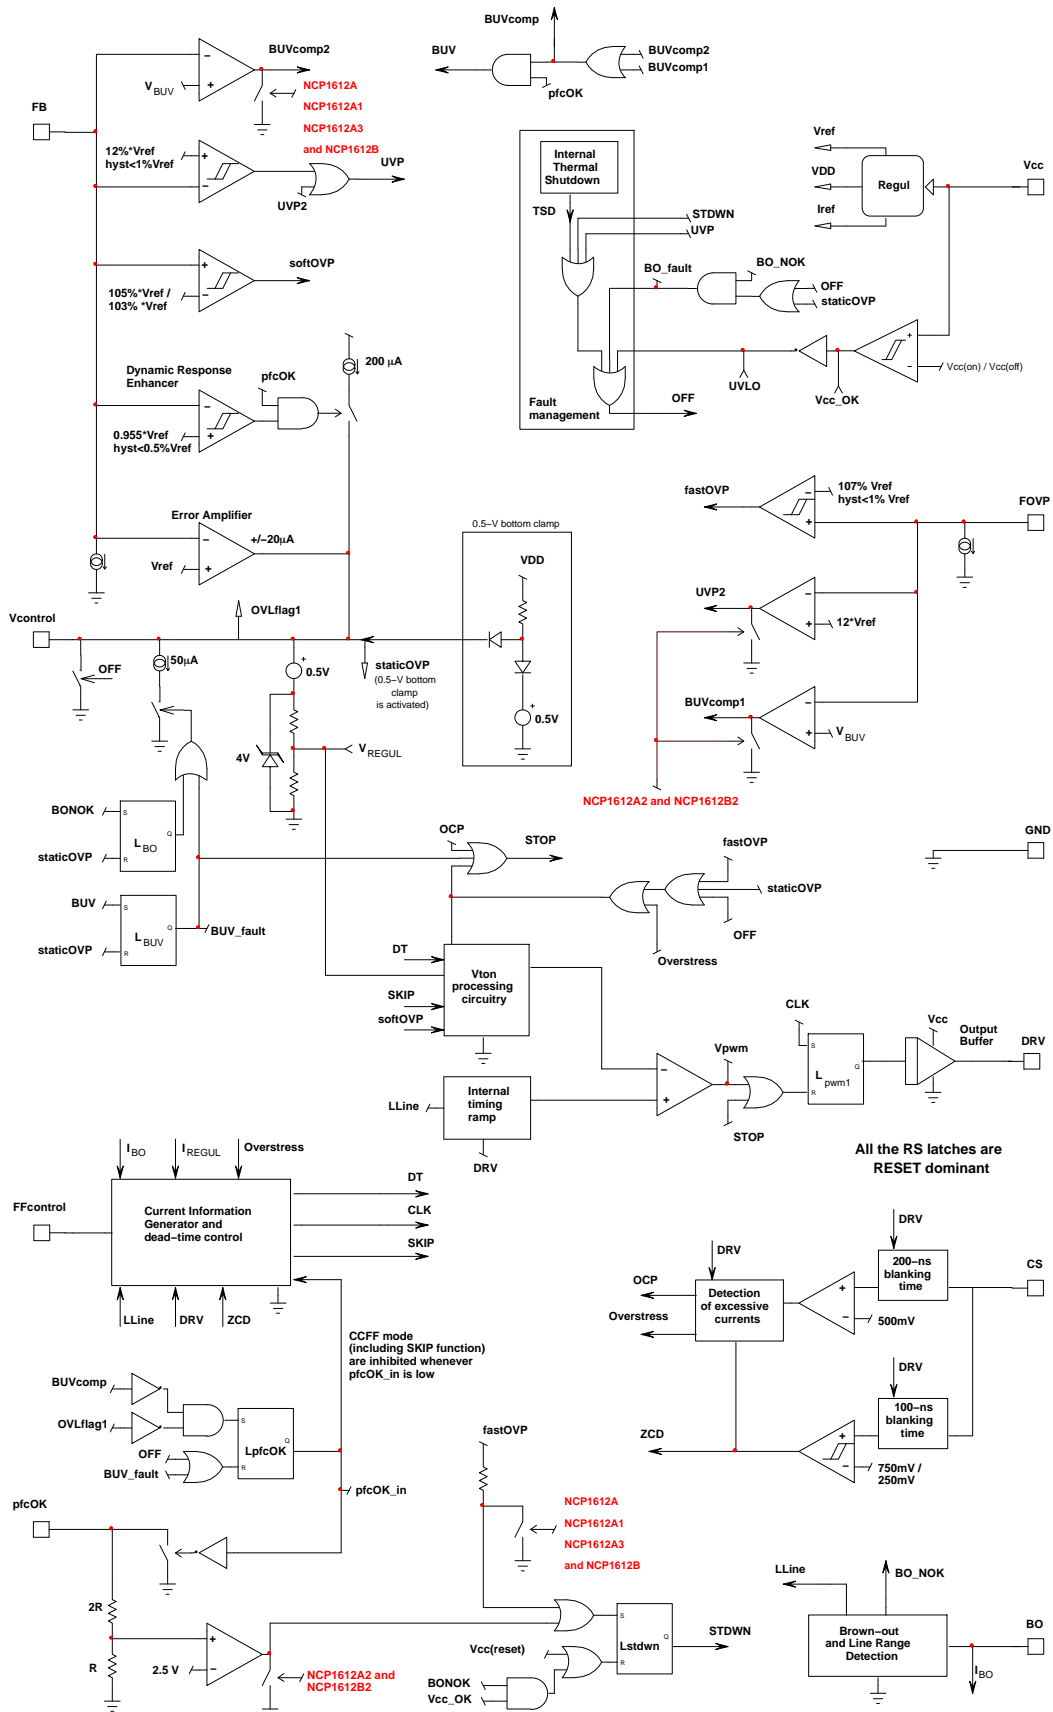 BUVcomp
BUVcomp2
BUV
BUVcomp2
BUVcomp1
pfcOK
V BUV
NCP1612A
NCP1612A1
NCP1612A3
and NCP1612B
FB
12%*Vref
hyst<1%Vref
UVP
UVP2
Internal
Thermal
Shutdown
TSD
STDWN
UVP
Vref
VDD
Iref
Regul
Vcc
softOVP
105%*Vref /
103% *Vref
BO_fault
BO_NOK
OFF
staticOVP
Dynamic Response
Enhancer
pfcOK
200 µA
0.955*Vref
hyst<0.5%Vref
UVLO
Vcc_OK
Vcc(on) / Vcc(off)
OFF
Fault
management
fastOVP
107% Vref
hyst<1% Vref
FOVP
Error Amplifier
+/−20µA
Vref
0.5−V bottom clamp
VDD
UVP2
12*Vref
Vcontrol
OVLflag1
OFF
50µA
0.5V
staticOVP
(0.5−V bottom
clamp
is activated)
0.5V
BUVcomp1
V BUV
4V
V REGUL
NCP1612A2 and NCP1612B2
BONOK
S
Q
L BO
staticOVP
R
OCP
STOP
fastOVP
staticOVP
OFF
Overstress
GND
BUV
S
Q
L BUV
BUV_fault
staticOVP
R
DT
SKIP
softOVP
Vton
processing
circuitry
CLK
Vcc
Output
Buffer
DRV
Vpwm
S
Q
L pwm1
R
LLine
Internal
timing
ramp
DRV
STOP
All the RS latches are
RESET dominant
I BO
I REGUL
Overstress
DT
CLK
SKIP
FFcontrol
Current Information
Generator and
dead−time control
LLine
DRV
ZCD
DRV
DRV
200−ns
blanking
time
CS
OCP
Overstress
Detection
of excessive
currents
500mV
CCFF mode
(including SKIP function)
are inhibited whenever
pfcOK_in is low
DRV
100−ns
blanking
time
ZCD
750mV /
250mV
BUVcomp
OVLflag1
OFF
BUV_fault
S
Q
LpfcOK
R
pfcOK_in
fastOVP
NCP1612A
NCP1612A1
NCP1612A3
and NCP1612B
pfcOK
2R
R
2.5 V
NCP1612A2 and
NCP1612B2
Vcc(reset)
BONOK
Vcc_OK
S
Q
Lstdwn
R
STDWN
LLine
BO_NOK
Brown−out
and Line Range
Detection
BO
I BO